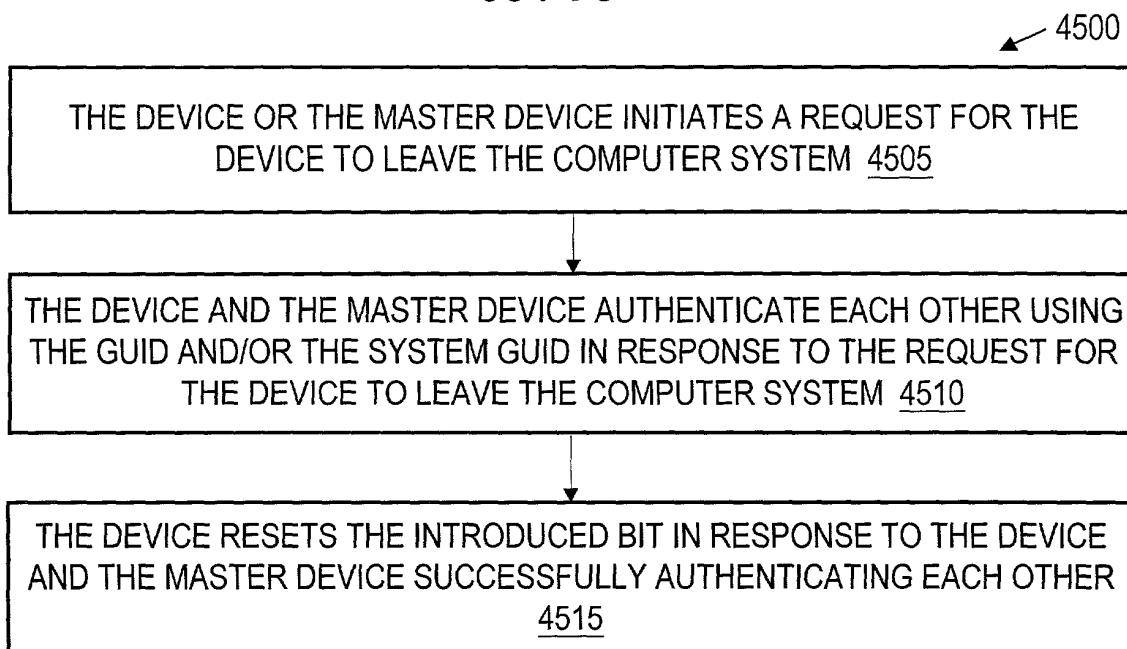 4500
THE DEVICE OR THE MASTER DEVICE INITIATES A REQUEST FOR THE
DEVICE TO LEAVE THE COMPUTER SYSTEM 4505
THE DEVICE AND THE MASTER DEVICE AUTHENTICATE EACH OTHER USING
THE GUID AND/OR THE SYSTEM GUID IN RESPONSE TO THE REQUEST FOR
THE DEVICE TO LEAVE THE COMPUTER SYSTEM 4510
THE DEVICE RESETS THE INTRODUCED BIT IN RESPONSE TO THE DEVICE
AND THE MASTER DEVICE SUCCESSFULLY AUTHENTICATING EACH OTHER
4515